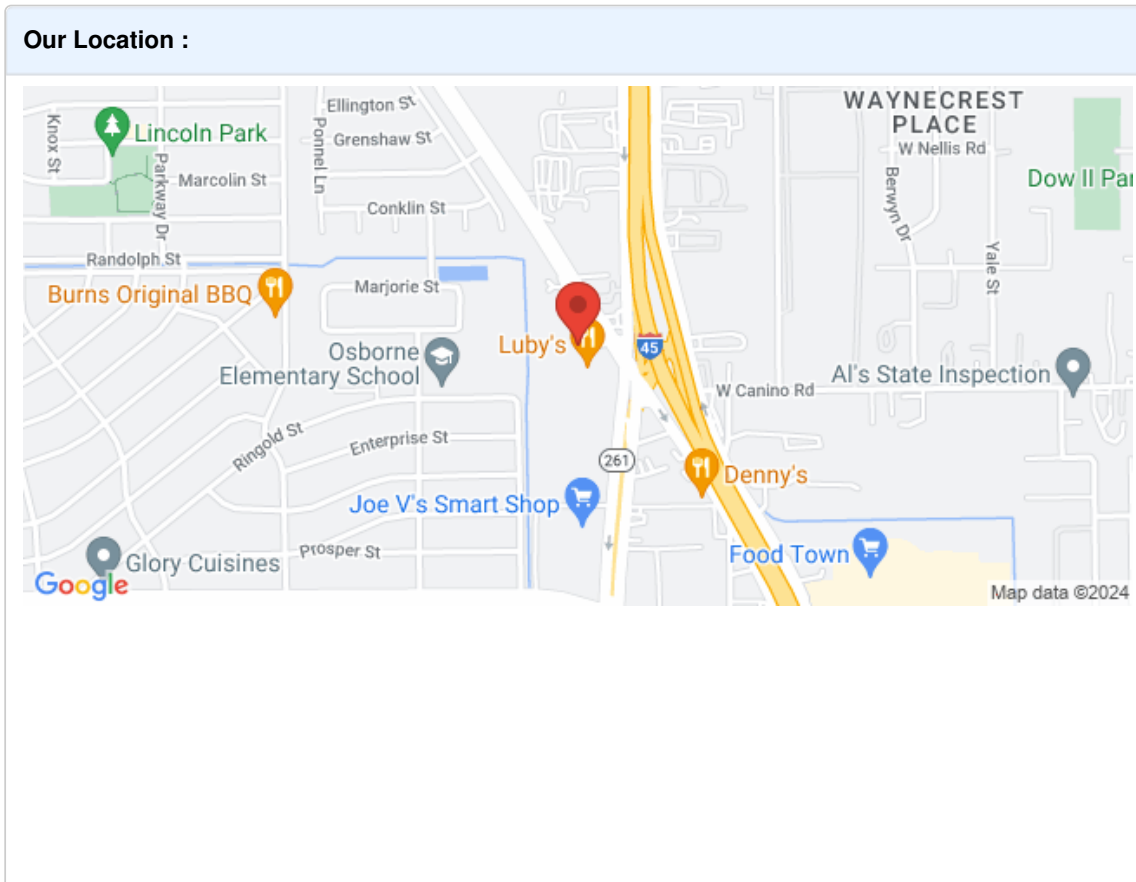 Our Location :
Ellington St
WAYNECREST
PLACE
Knox St
Lincoln Park
Ponnel Ln
Grenshaw St
W Nellis Rd
Parkway Dr
Marcolin St
Berwyn Dr
Dow II Par
Conklin St
Randolph St
Yale St
Marjorie St
Burns Original BBQ
Luby's
45
Osborne
Elementary School
W Canino Rd
Al's State Inspection
Ringold St
Enterprise St
261
Denny's
Joe V's Smart Shop
Prosper St
Food Town
Glory Cuisines
Google
Map data ©2024